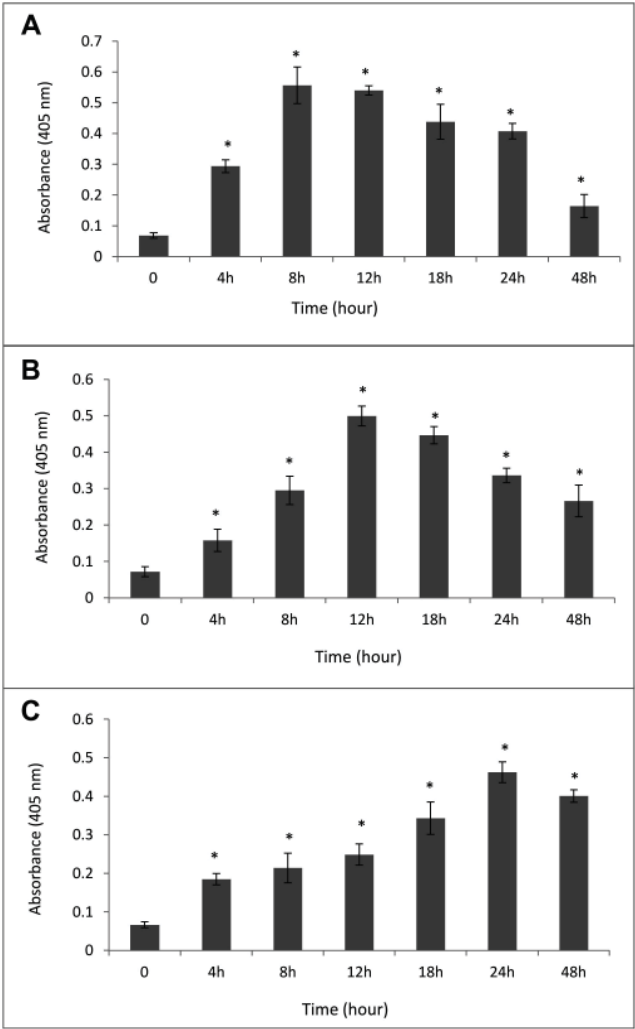 A
Absorbance (405 nm)
0.7
0.6
0.5
0.4
0.3
0.2
0.1
0
* * * * * *
0 4h 8h 12h 18h 24h 48h
Time (hour)
B
Absorbance (405 nm)
0.6
0.5
0.4
0.3
0.2
0.1
0
* * * * * *
0 4h 8h 12h 18h 24h 48h
Time (hour)
C
Absorbance (405 nm)
0.6
0.5
0.4
0.3
0.2
0.1
0
* * * * * *
0 4h 8h 12h 18h 24h 48h
Time (hour)